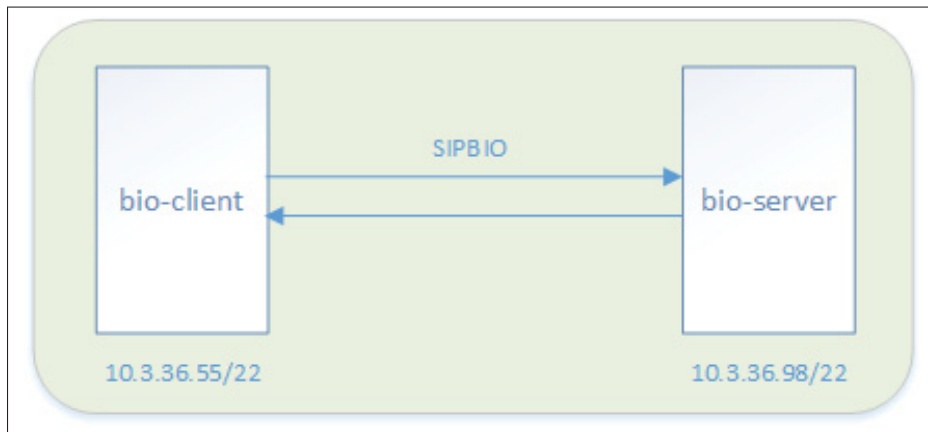 SIPBIO
bio-client
bio-server
10.3.36.55/22
10.3.36.98/22